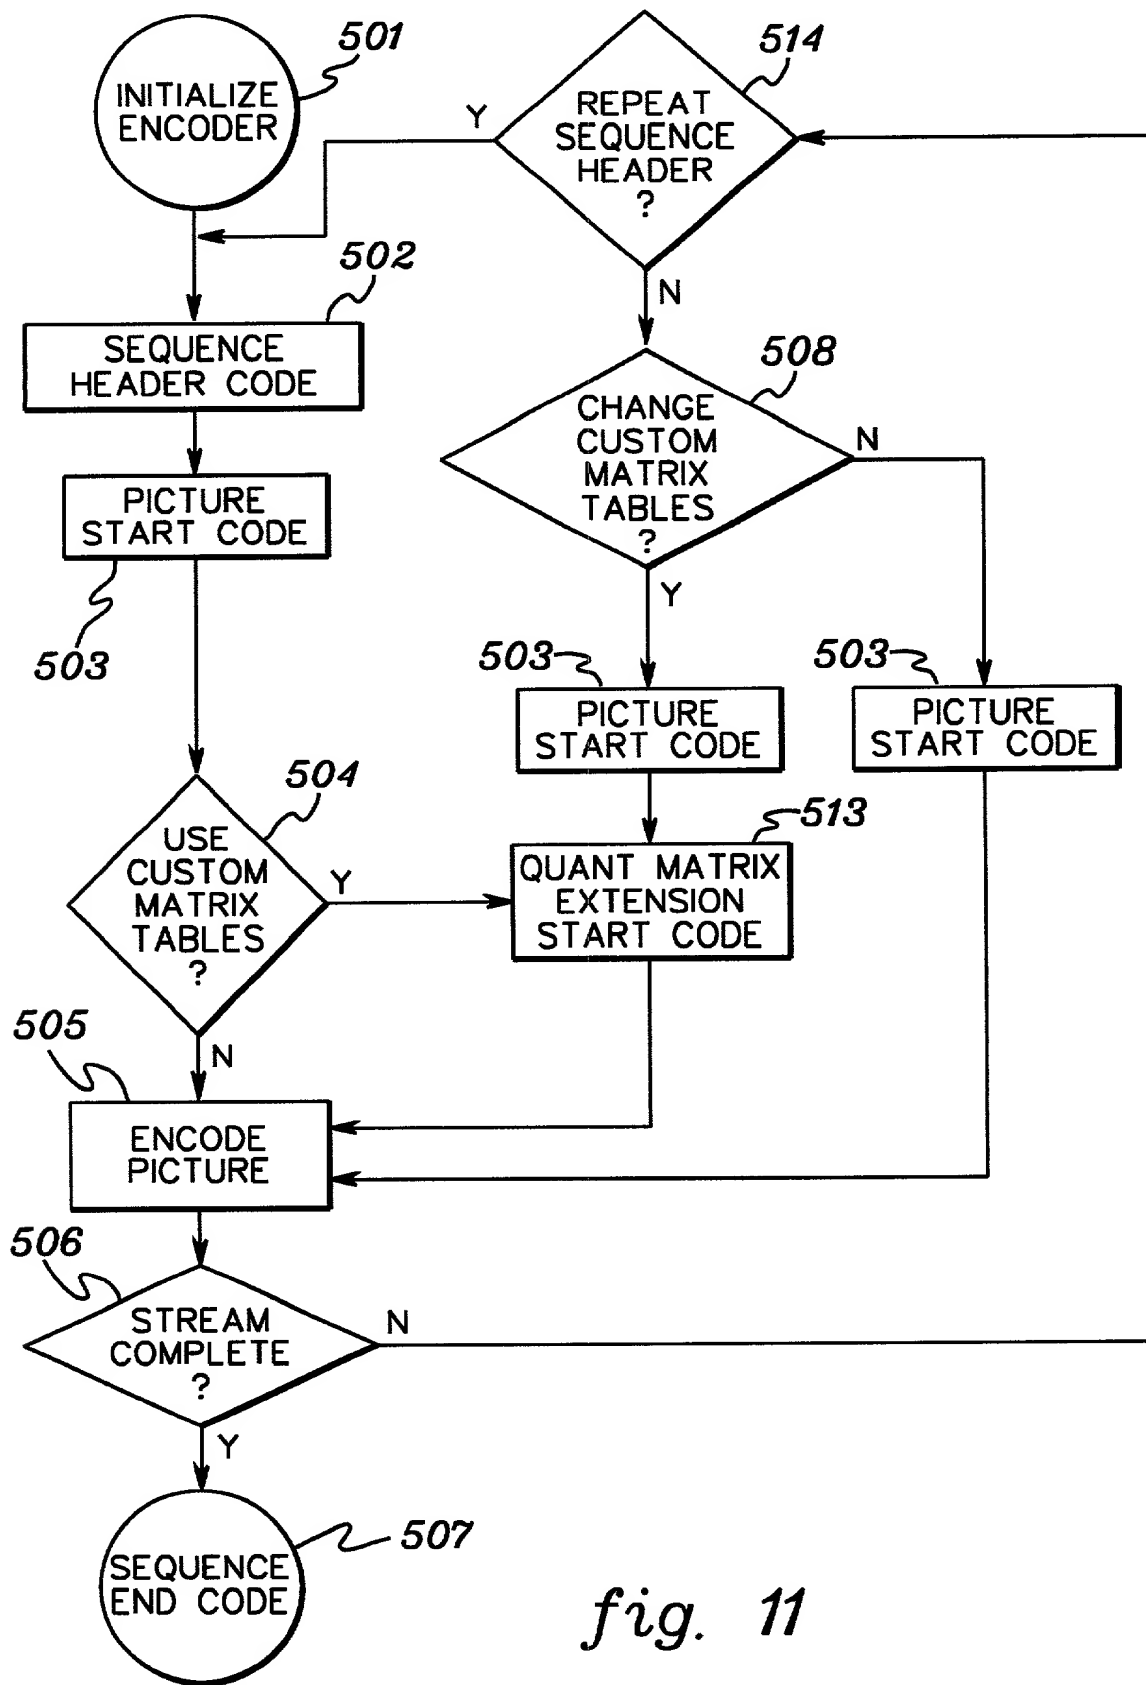 501
INITIALIZE
ENCODER
514
REPEAT
SEQUENCE
HEADER
?
Y
N
502
SEQUENCE
HEADER CODE
508
CHANGE
CUSTOM
MATRIX
TABLES
?
N
Y
PICTURE
START CODE
503
503
PICTURE
START CODE
503
PICTURE
START CODE
504
USE
CUSTOM
MATRIX
TABLES
?
Y
N
513
QUANT MATRIX
EXTENSION
START CODE
505
ENCODE
PICTURE
506
STREAM
COMPLETE
?
N
Y
507
SEQUENCE
END CODE
fig. 11